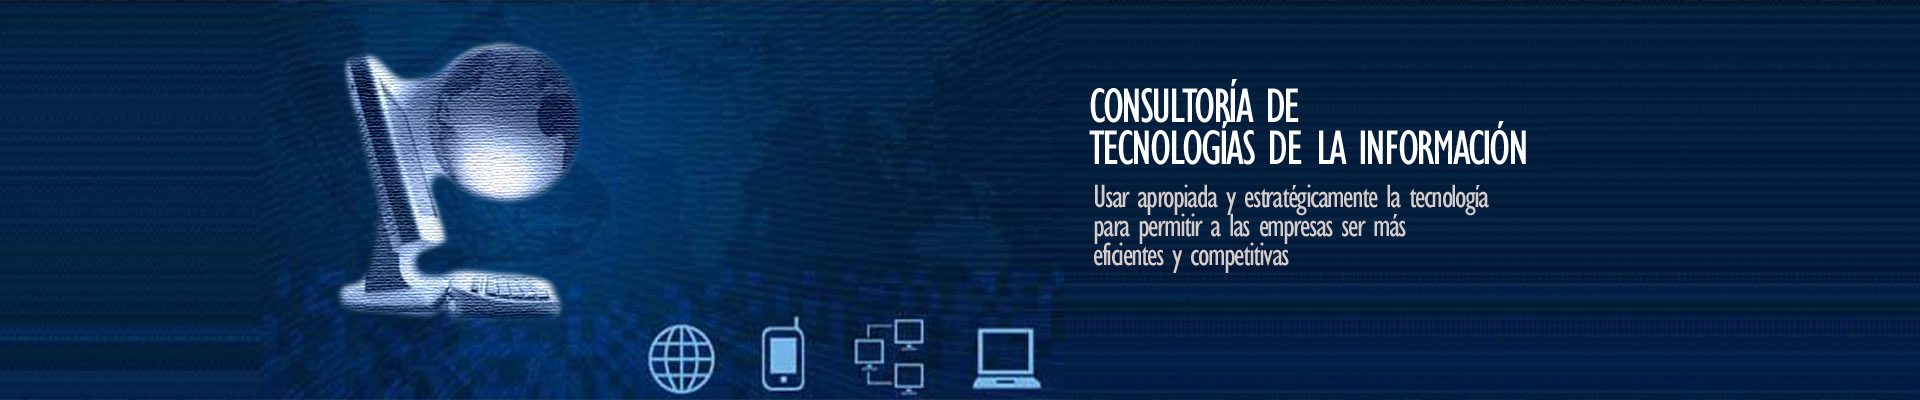 CONSULTORÍA DE
TECNOLOGÍAS DE LA INFORMACIÓN
Usar apropiada y estratégicamente la tecnología
para permitir a las empresas ser más
eficientes y competitivas